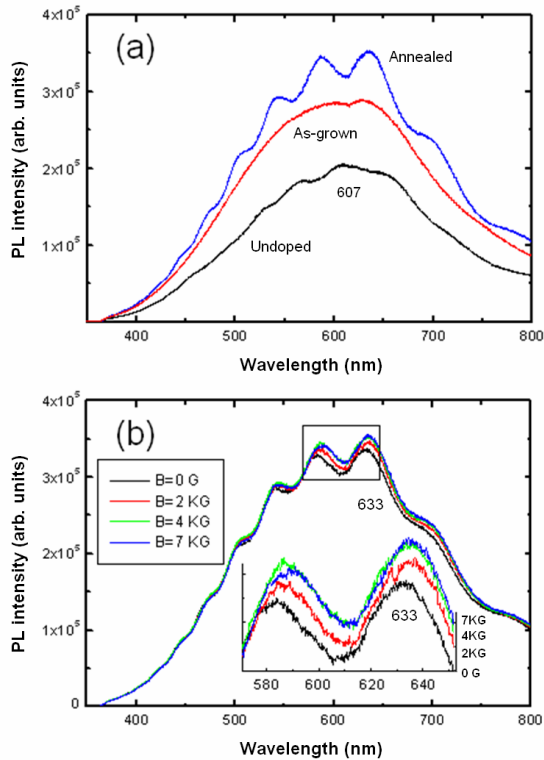 (a)
Annealed
As-grown
607
Undoped
4x10⁵
3x10⁵
2x10⁵
1x10⁵
PL intensity (arb. units)
400 500 600 700 800
Wavelength (nm)
(b)
B=0 G
B=2 KG
B=4 KG
B=7 KG
633
633
7KG
4KG
2KG
0 G
580 600 620 640
4x10⁵
3x10⁵
2x10⁵
1x10⁵
0
PL intensity (arb. units)
400 500 600 700 800
Wavelength (nm)